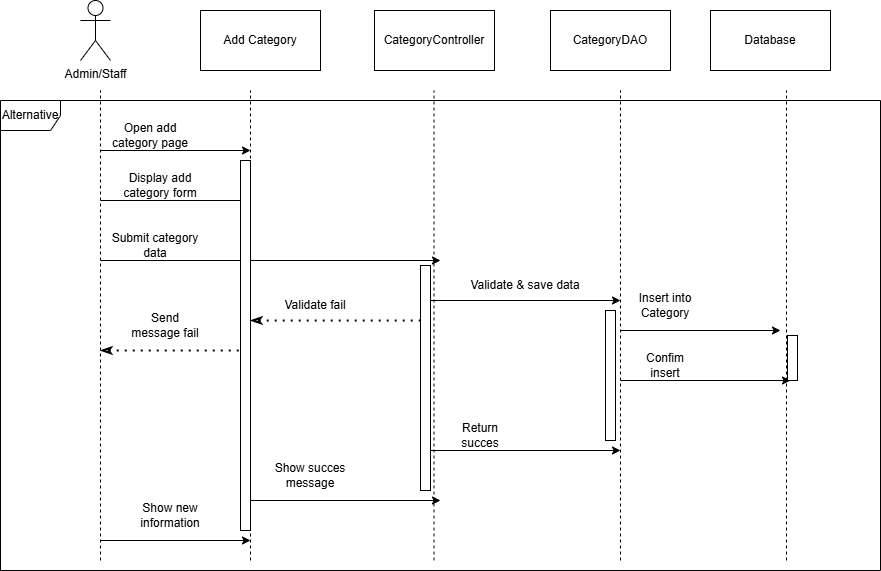 Admin/Staff
Add Category
CategoryController
CategoryDAO
Database
Alternative
Open add
category page
Display add
category form
Submit category
data
Validate & save data
Validate fail
Insert into
Category
Send
message fail
Confim
insert
Return
succes
Show succes
message
Show new
information